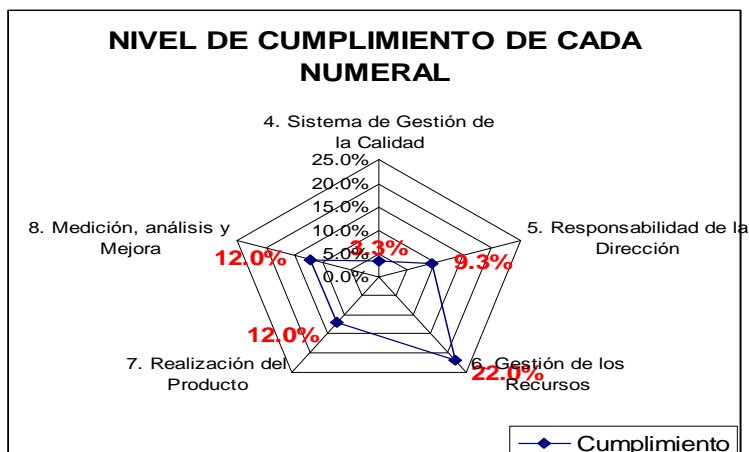 NIVEL DE CUMPLIMIENTO DE CADA
NUMERAL
4. Sistema de Gestión de
la Calidad
25.0%
20.0%
15.0%
10.0%
5.0%
0.0%
3.3%
5. Responsabilidad de la
Dirección
9.3%
6. Gestión de los
Recursos
22.0%
7. Realización del
Producto
12.0%
8. Medición, análisis y
Mejora
12.0%
Cumplimiento